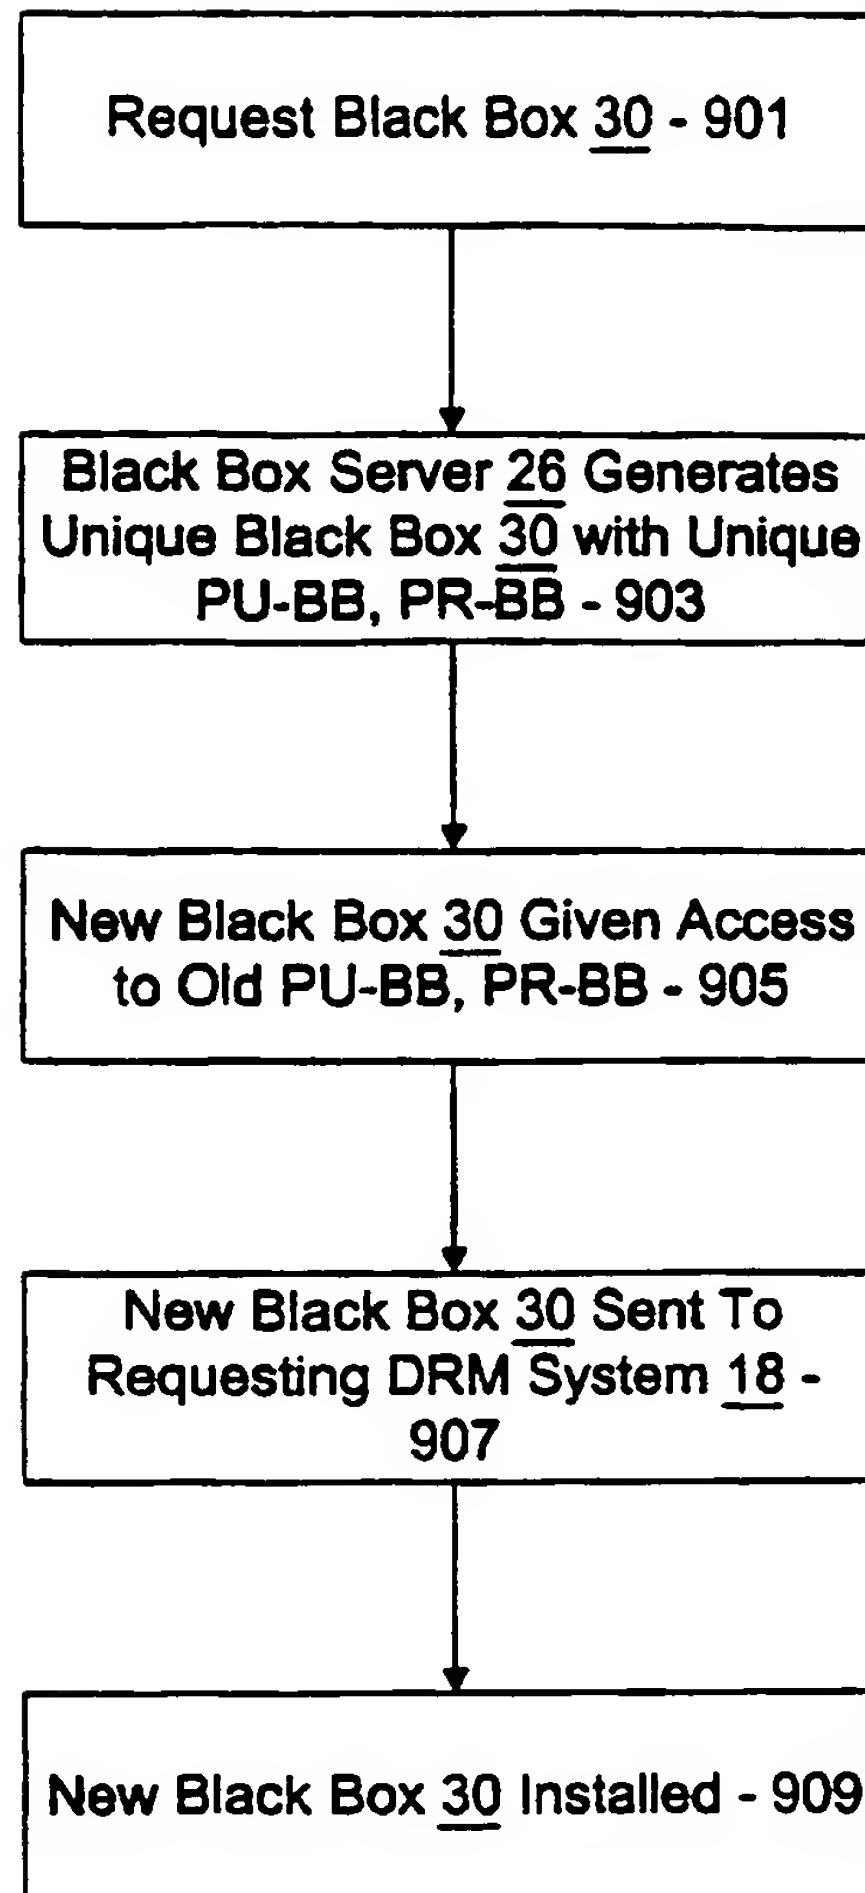 Request Black Box 30 - 901
Black Box Server 26 Generates
Unique Black Box 30 with Unique
PU-BB, PR-BB - 903
New Black Box 30 Given Access
to Old PU-BB, PR-BB - 905
New Black Box 30 Sent To
Requesting DRM System 18 -
907
New Black Box 30 Installed - 909